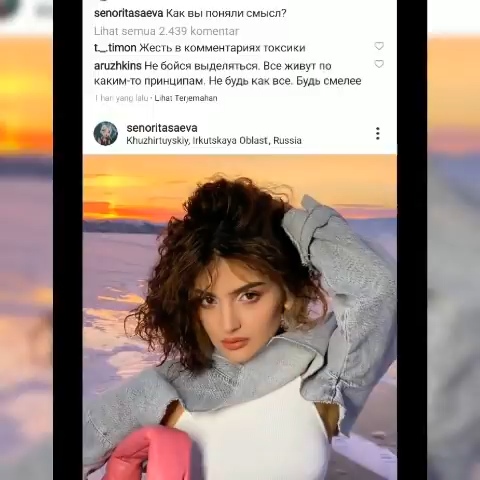 senoritasaeva Как вы поняли смысл?
Lihat semua 2.439 komentar
t._.timon Жесть в комментариях токсики
aruzhkins Не бойся выделяться. Все живут по
каким-то принципам. Не будь как все. Будь смелее
1 hari yang lalu · Lihat Terjemahan
senoritasaeva
Khuzhirtuyskiy, Irkutskaya Oblast, Russia